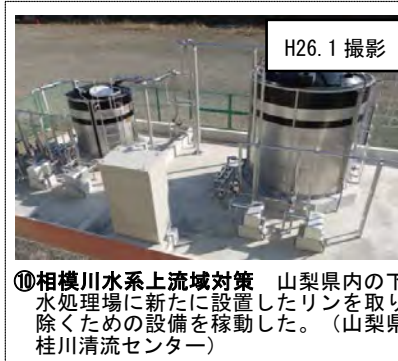 H26.1 撮影
⑩相模川水系上流域対策 山梨県内の下
水処理場に新たに設置したリンを取り
除くための設備を稼動した。（山梨県
桂川清流センター）